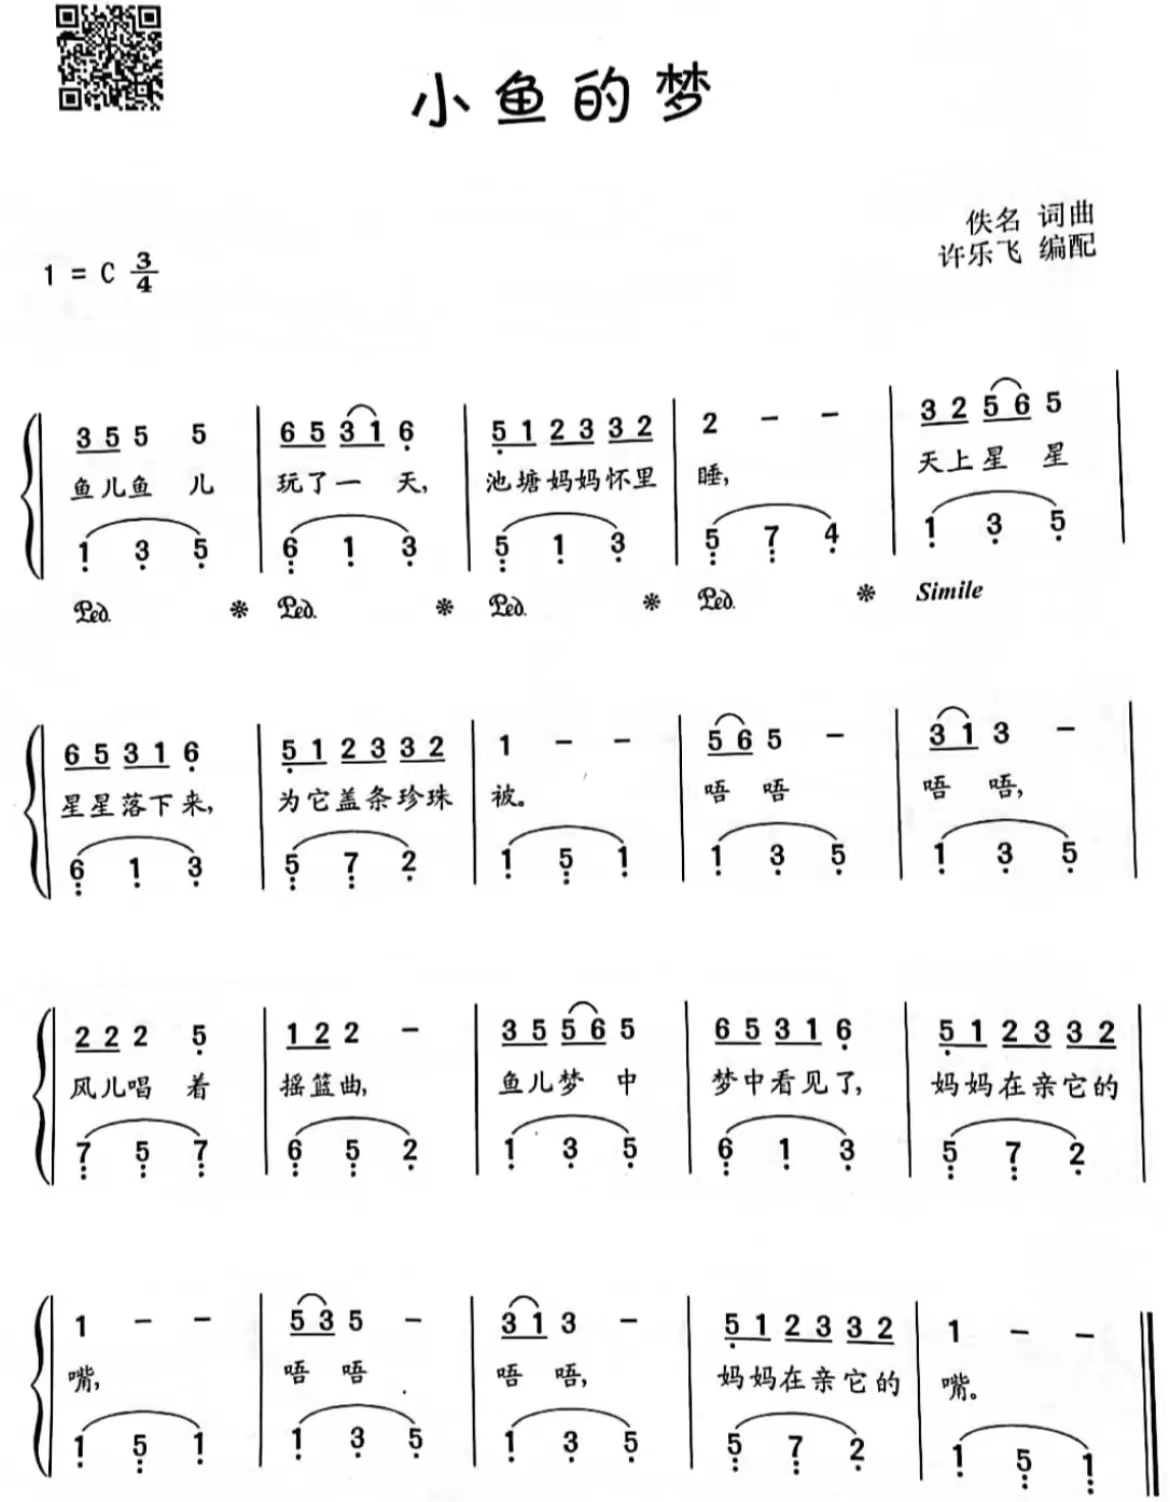 小鱼的梦
佚名 词曲
许乐飞 编配
1 = C 3/4
3 5 5 5 | 6 5 3 1 6 | 5 1 2 3 3 2 | 2 - - | 3 2 5 6 5 |
鱼儿鱼 儿 玩了一 天, 池塘妈妈怀里 睡, 天上星 星
1 3 5 | 6 1 3 | 5 1 3 | 5 7 4 | 1 3 5 |
Ped. * Ped. * Ped. * Ped. * Simile
6 5 3 1 6 | 5 1 2 3 3 2 | 1 - - | 5 6 5 - | 3 1 3 - |
星星落下来, 为它盖条珍珠 被。 唔 唔 唔 唔,
6 1 3 | 5 7 2 | 1 5 1 | 1 3 5 | 1 3 5 |
2 2 2 5 | 1 2 2 - | 3 5 5 6 5 | 6 5 3 1 6 | 5 1 2 3 3 2 |
风儿唱 着 摇篮曲, 鱼儿梦 中 梦中看见了, 妈妈在亲它的
7 5 7 | 6 5 2 | 1 3 5 | 6 1 3 | 5 7 2 |
1 - - | 5 3 5 - | 3 1 3 - | 5 1 2 3 3 2 | 1 - - ‖
嘴, 唔 唔 唔 唔, 妈妈在亲它的 嘴。
1 5 1 | 1 3 5 | 1 3 5 | 5 7 2 | 1 5 1 ‖